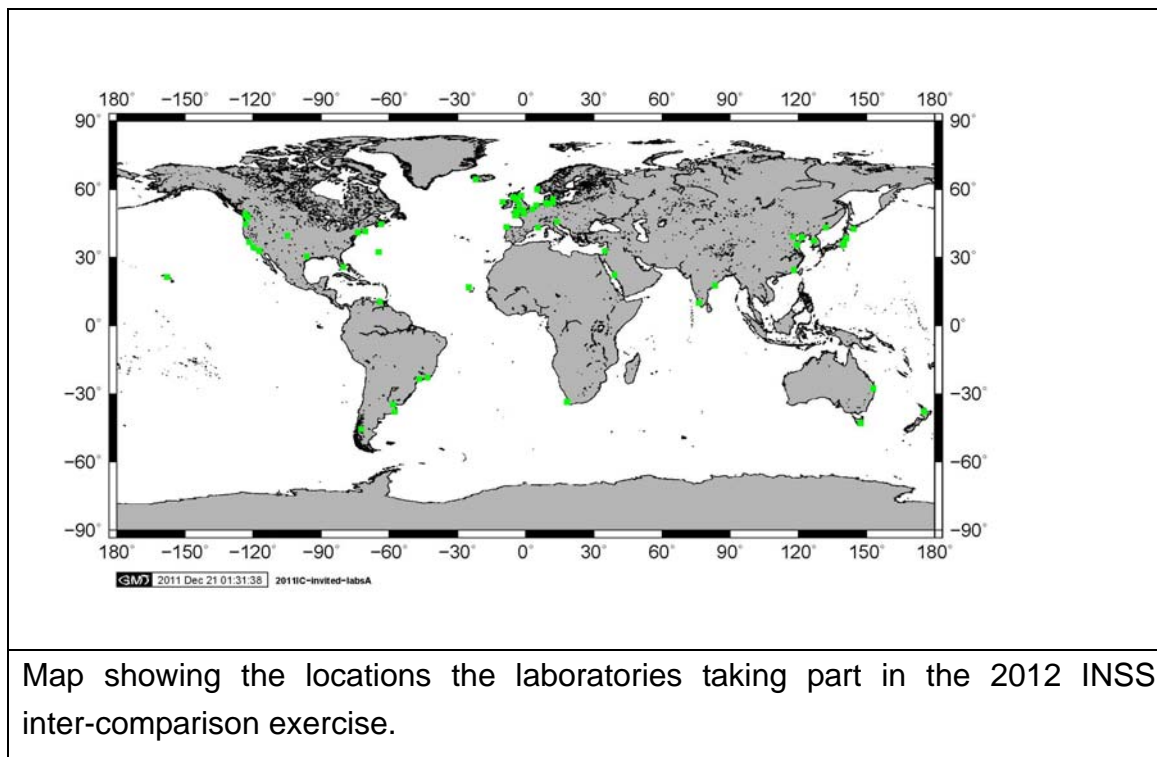 180° −150° −120° −90° −60° −30° 0° 30° 60° 90° 120° 150° 180°
90° 90°
60° 60°
30° 30°
0° 0°
−30° −30°
−60° −60°
−90° −90°
180° −150° −120° −90° −60° −30° 0° 30° 60° 90° 120° 150° 180°
GMD 2011 Dec 21 01:31:38 2011IC−invited−labsA
Map showing the locations the laboratories taking part in the 2012 INSS
inter-comparison exercise.